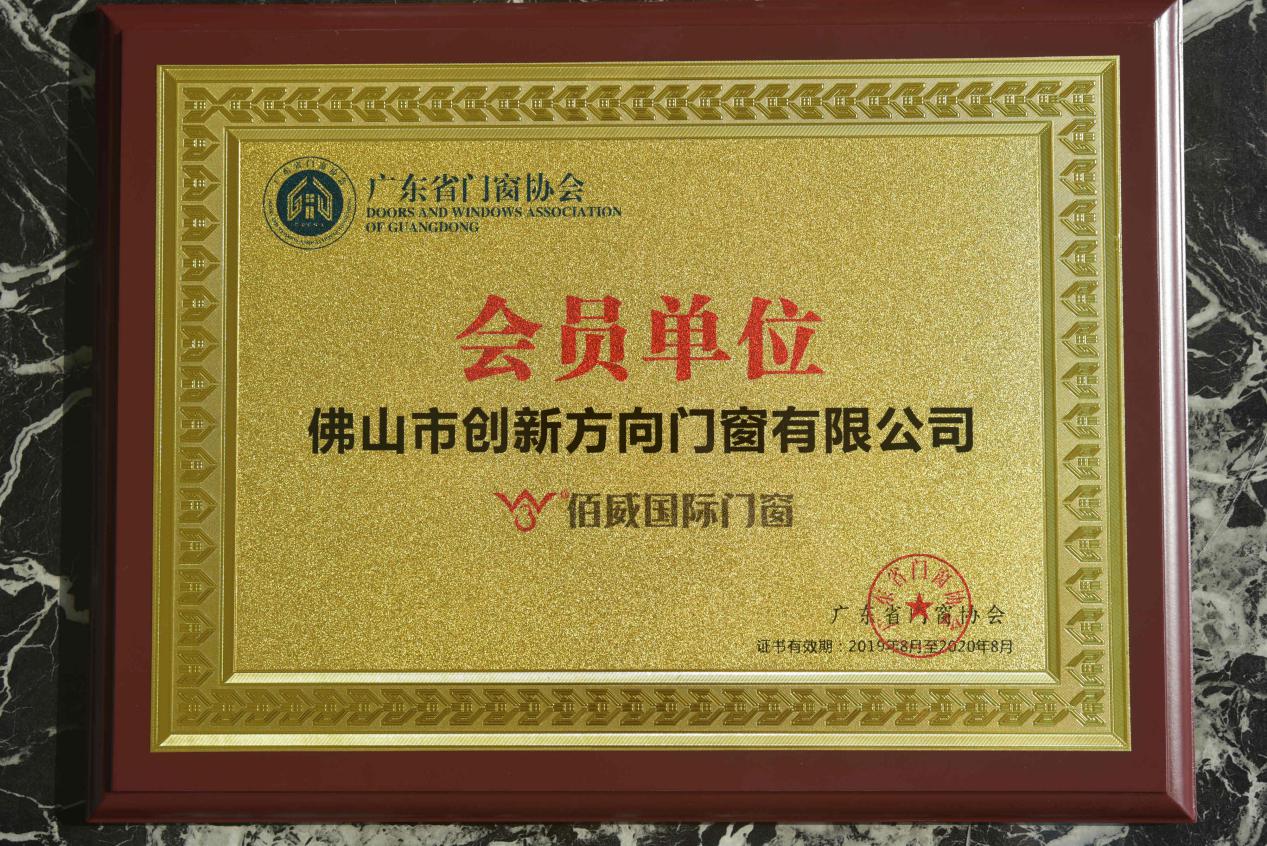 广东省门窗协会
DOORS AND WINDOWS ASSOCIATION
OF GUANGDONG
会员单位
佛山市创新方向门窗有限公司
佰威国际门窗
广东省门窗协会
证书有效期：2019年8月至2020年8月